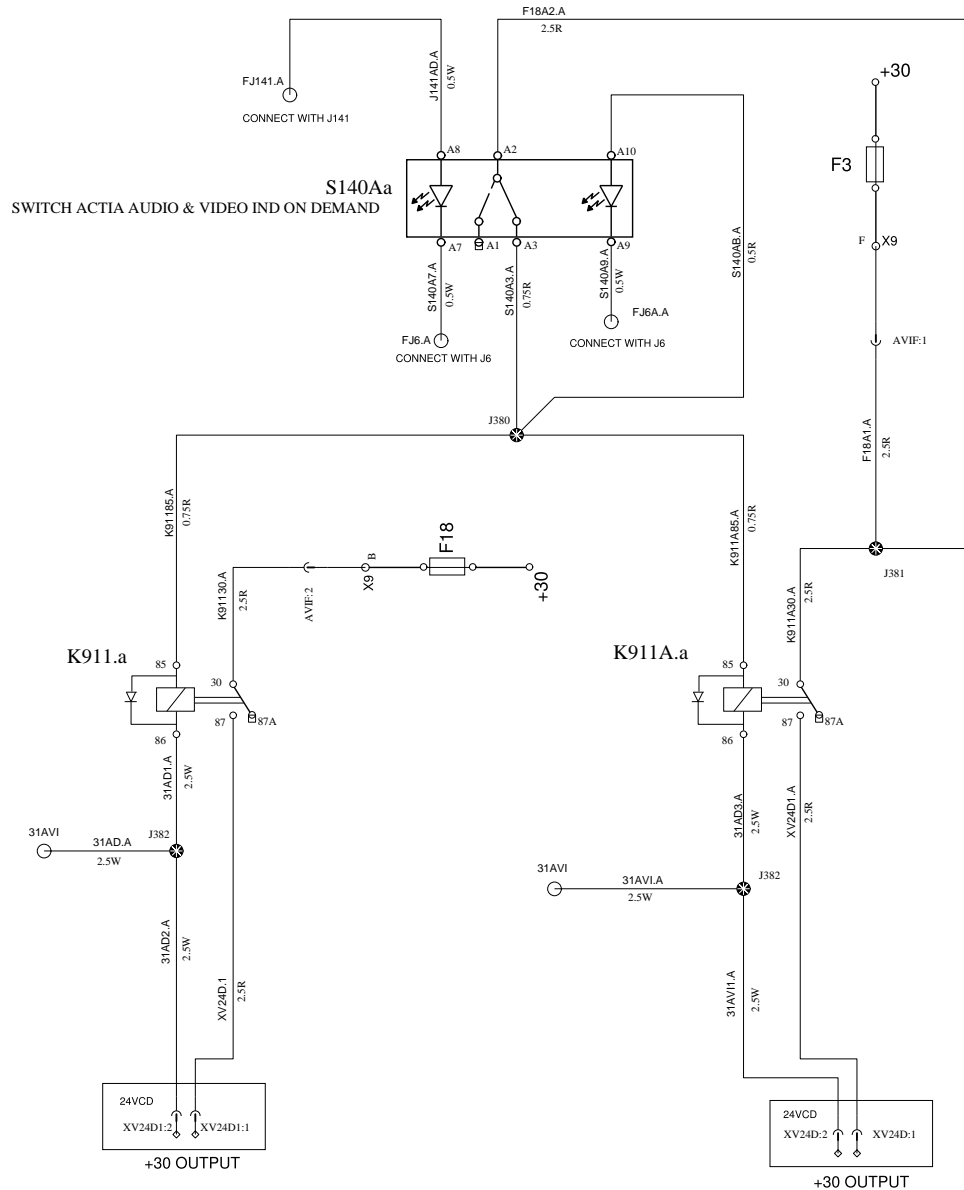 F18A2.A
2.5R
FJ141.A
CONNECT WITH J141
J141AD.A
0.5W
+30
F3
F
X9
AVIF:1
A8
A2
A10
S140Aa
SWITCH ACTIA AUDIO & VIDEO IND ON DEMAND
A7
A1
A3
A9
S140A7.A
0.5W
S140A3.A
0.75R
S140A9.A
0.5W
S140AB.A
0.5R
FJ6.A
CONNECT WITH J6
FJ6A.A
CONNECT WITH J6
F18A1.A
2.5R
J380
K91185.A
0.75R
K911A85.A
0.75R
K91130.A
2.5R
AVIF:2
X9
B
F18
+30
J381
K911A30.A
2.5R
K911.a
85
30
87
87A
86
K911A.a
85
30
87
87A
86
31AD1.A
2.5W
31AD3.A
2.5W
XV24D1.A
2.5R
31AVI
31AD.A
2.5W
J382
31AVI
31AVI.A
2.5W
J382
31AD2.A
2.5W
XV24D.1
2.5R
31AVI1.A
2.5W
24VCD
XV24D1:2
XV24D1:1
+30 OUTPUT
24VCD
XV24D:2
XV24D:1
+30 OUTPUT